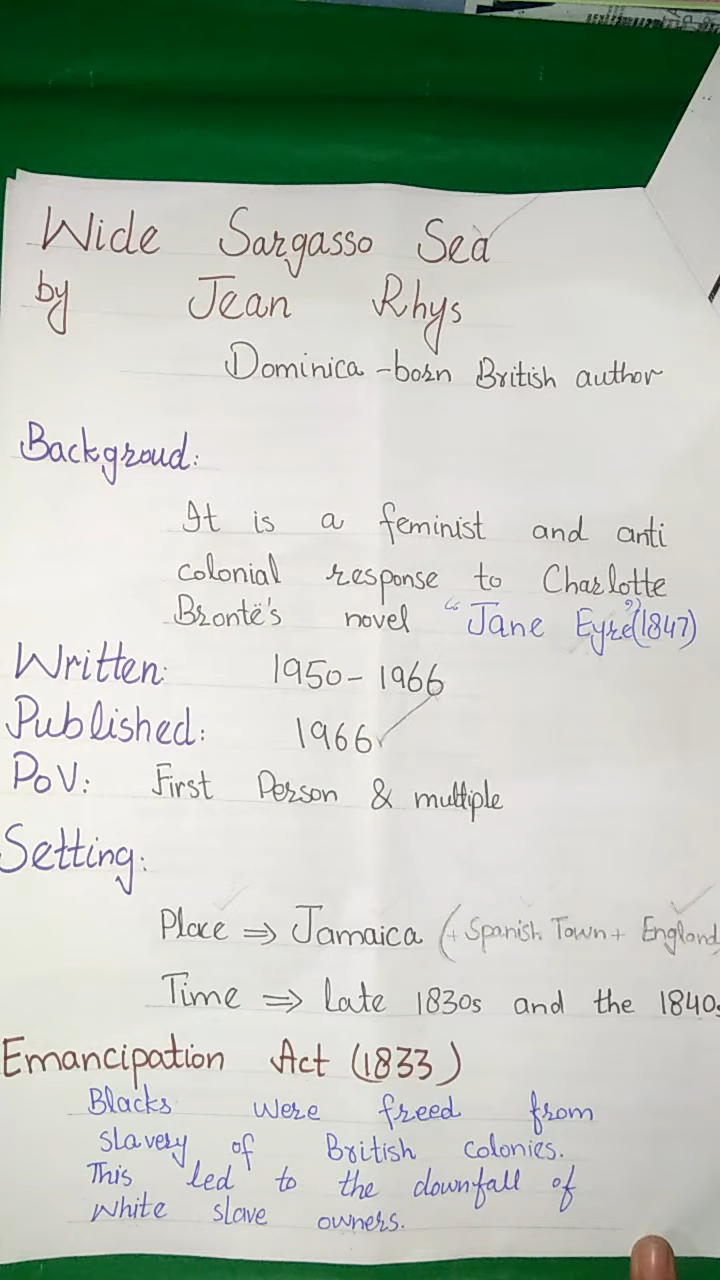 Wide Sargasso Sea
by Jean Rhys
Dominica-born British author
Backgroud:
It is a feminist and anti
colonial response to Charlotte
Brontë's novel "Jane Eyre"(1847)
Written: 1950-1966
Published: 1966
PoV: First Person & multiple
Setting:
Place ⇒ Jamaica (+ Spanish Town + England
Time ⇒ late 1830s and the 1840s
Emancipation Act (1833)
Blacks were freed from
slavery of British colonies.
This led to the downfall of
White slave owners.